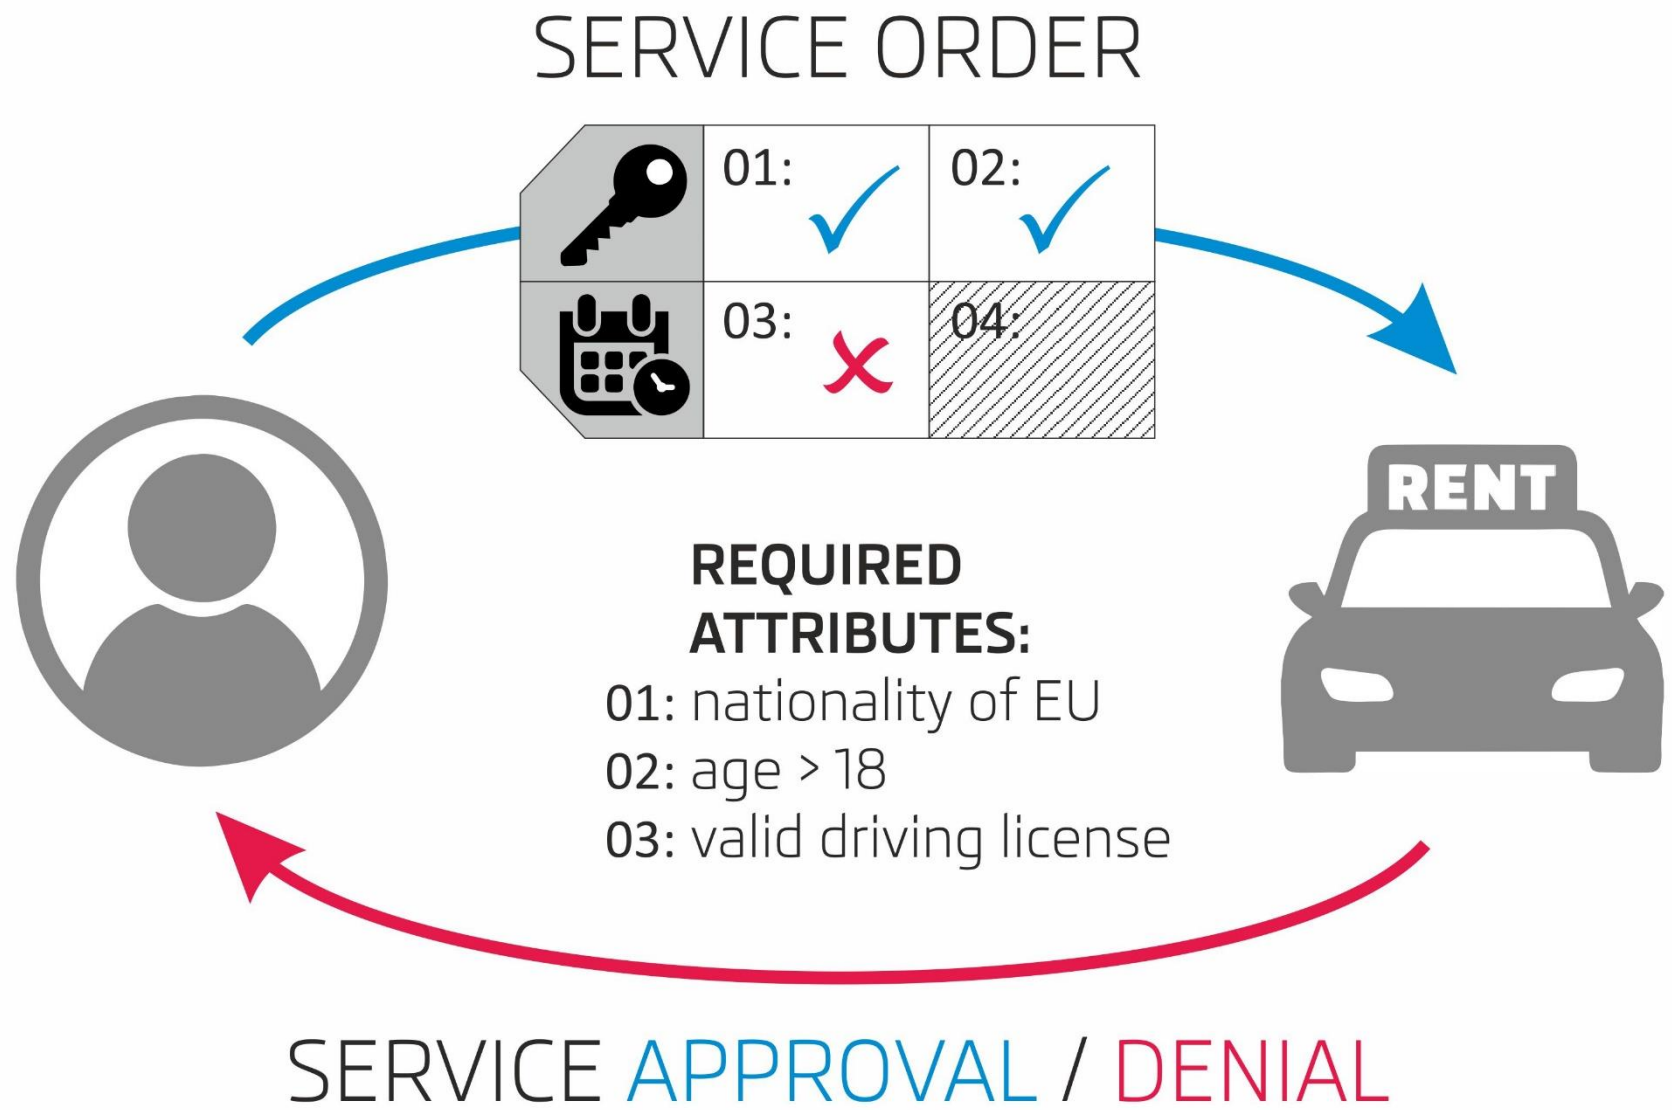 SERVICE ORDER
01:
02:
03:
04:
RENT
REQUIRED
ATTRIBUTES:
01: nationality of EU
02: age > 18
03: valid driving license
SERVICE APPROVAL / DENIAL